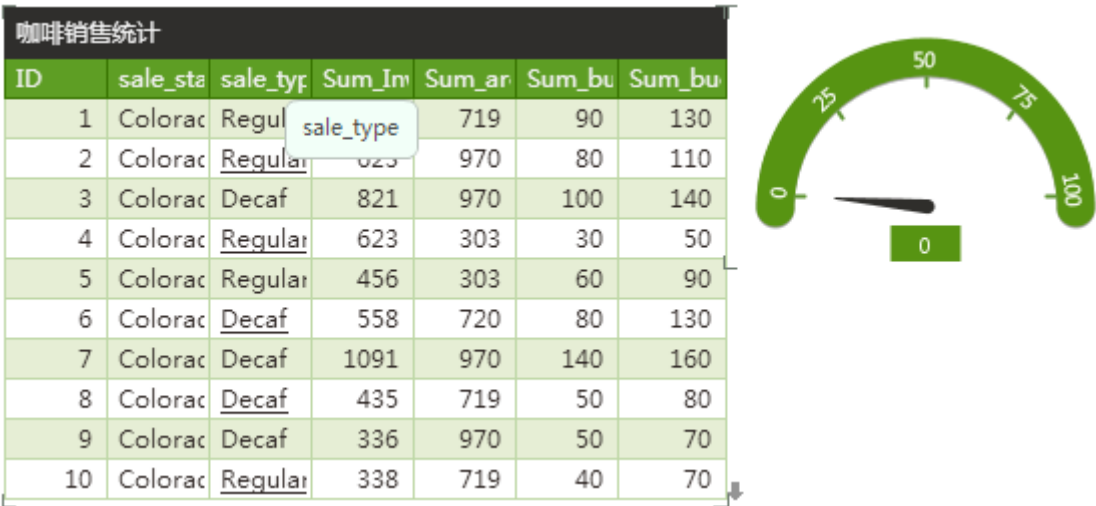 咖啡销售统计
ID sale_sta sale_typ Sum_Inv Sum_are Sum_bu Sum_bu
1 Colorac Regul 719 90 130
sale_type
2 Colorac Regular 623 970 80 110
3 Colorac Decaf 821 970 100 140
4 Colorac Regular 623 303 30 50
5 Colorac Regular 456 303 60 90
6 Colorac Decaf 558 720 80 130
7 Colorac Decaf 1091 970 140 160
8 Colorac Decaf 435 719 50 80
9 Colorac Decaf 336 970 50 70
10 Colorac Regular 338 719 40 70
0 25 50 75 100
0